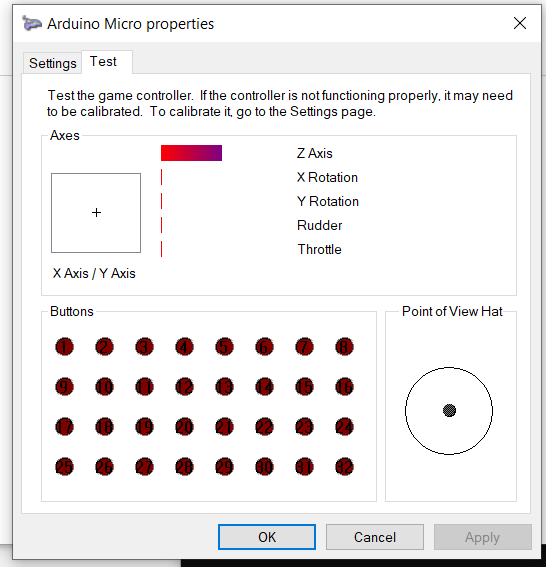 Arduino Micro properties
Settings
Test
Test the game controller. If the controller is not functioning properly, it may need
to be calibrated. To calibrate it, go to the Settings page.
Axes
Z Axis
X Rotation
Y Rotation
Rudder
Throttle
X Axis / Y Axis
Buttons
1 2 3 4 5 6 7 8
9 10 11 12 13 14 15 16
17 18 19 20 21 22 23 24
25 26 27 28 29 30 31 32
Point of View Hat
OK
Cancel
Apply